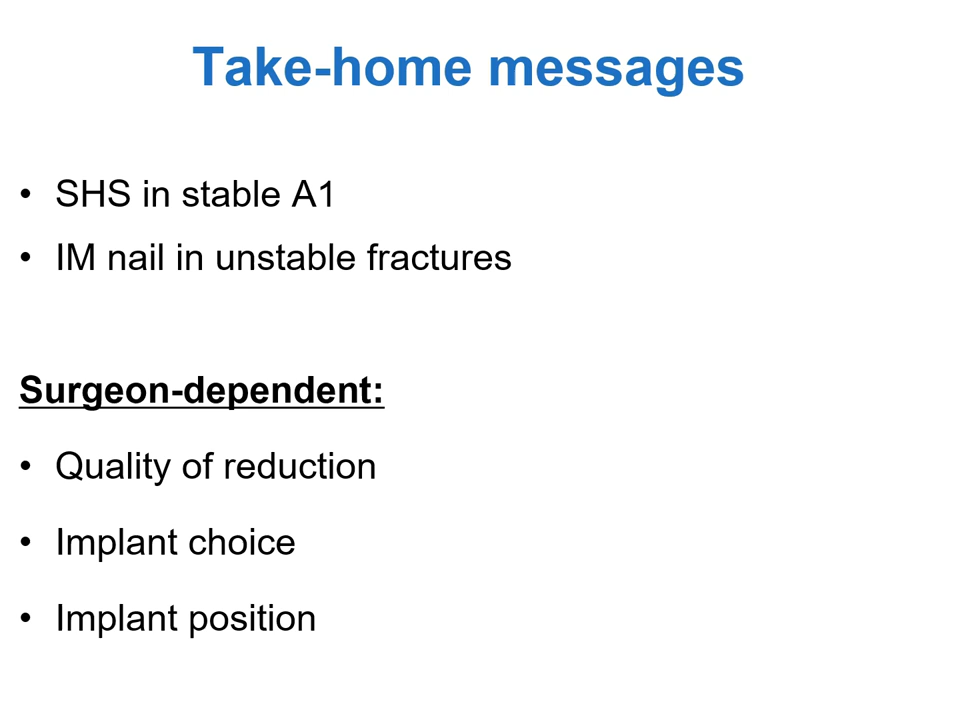 Take-home messages
• SHS in stable A1
• IM nail in unstable fractures
Surgeon-dependent:
• Quality of reduction
• Implant choice
• Implant position